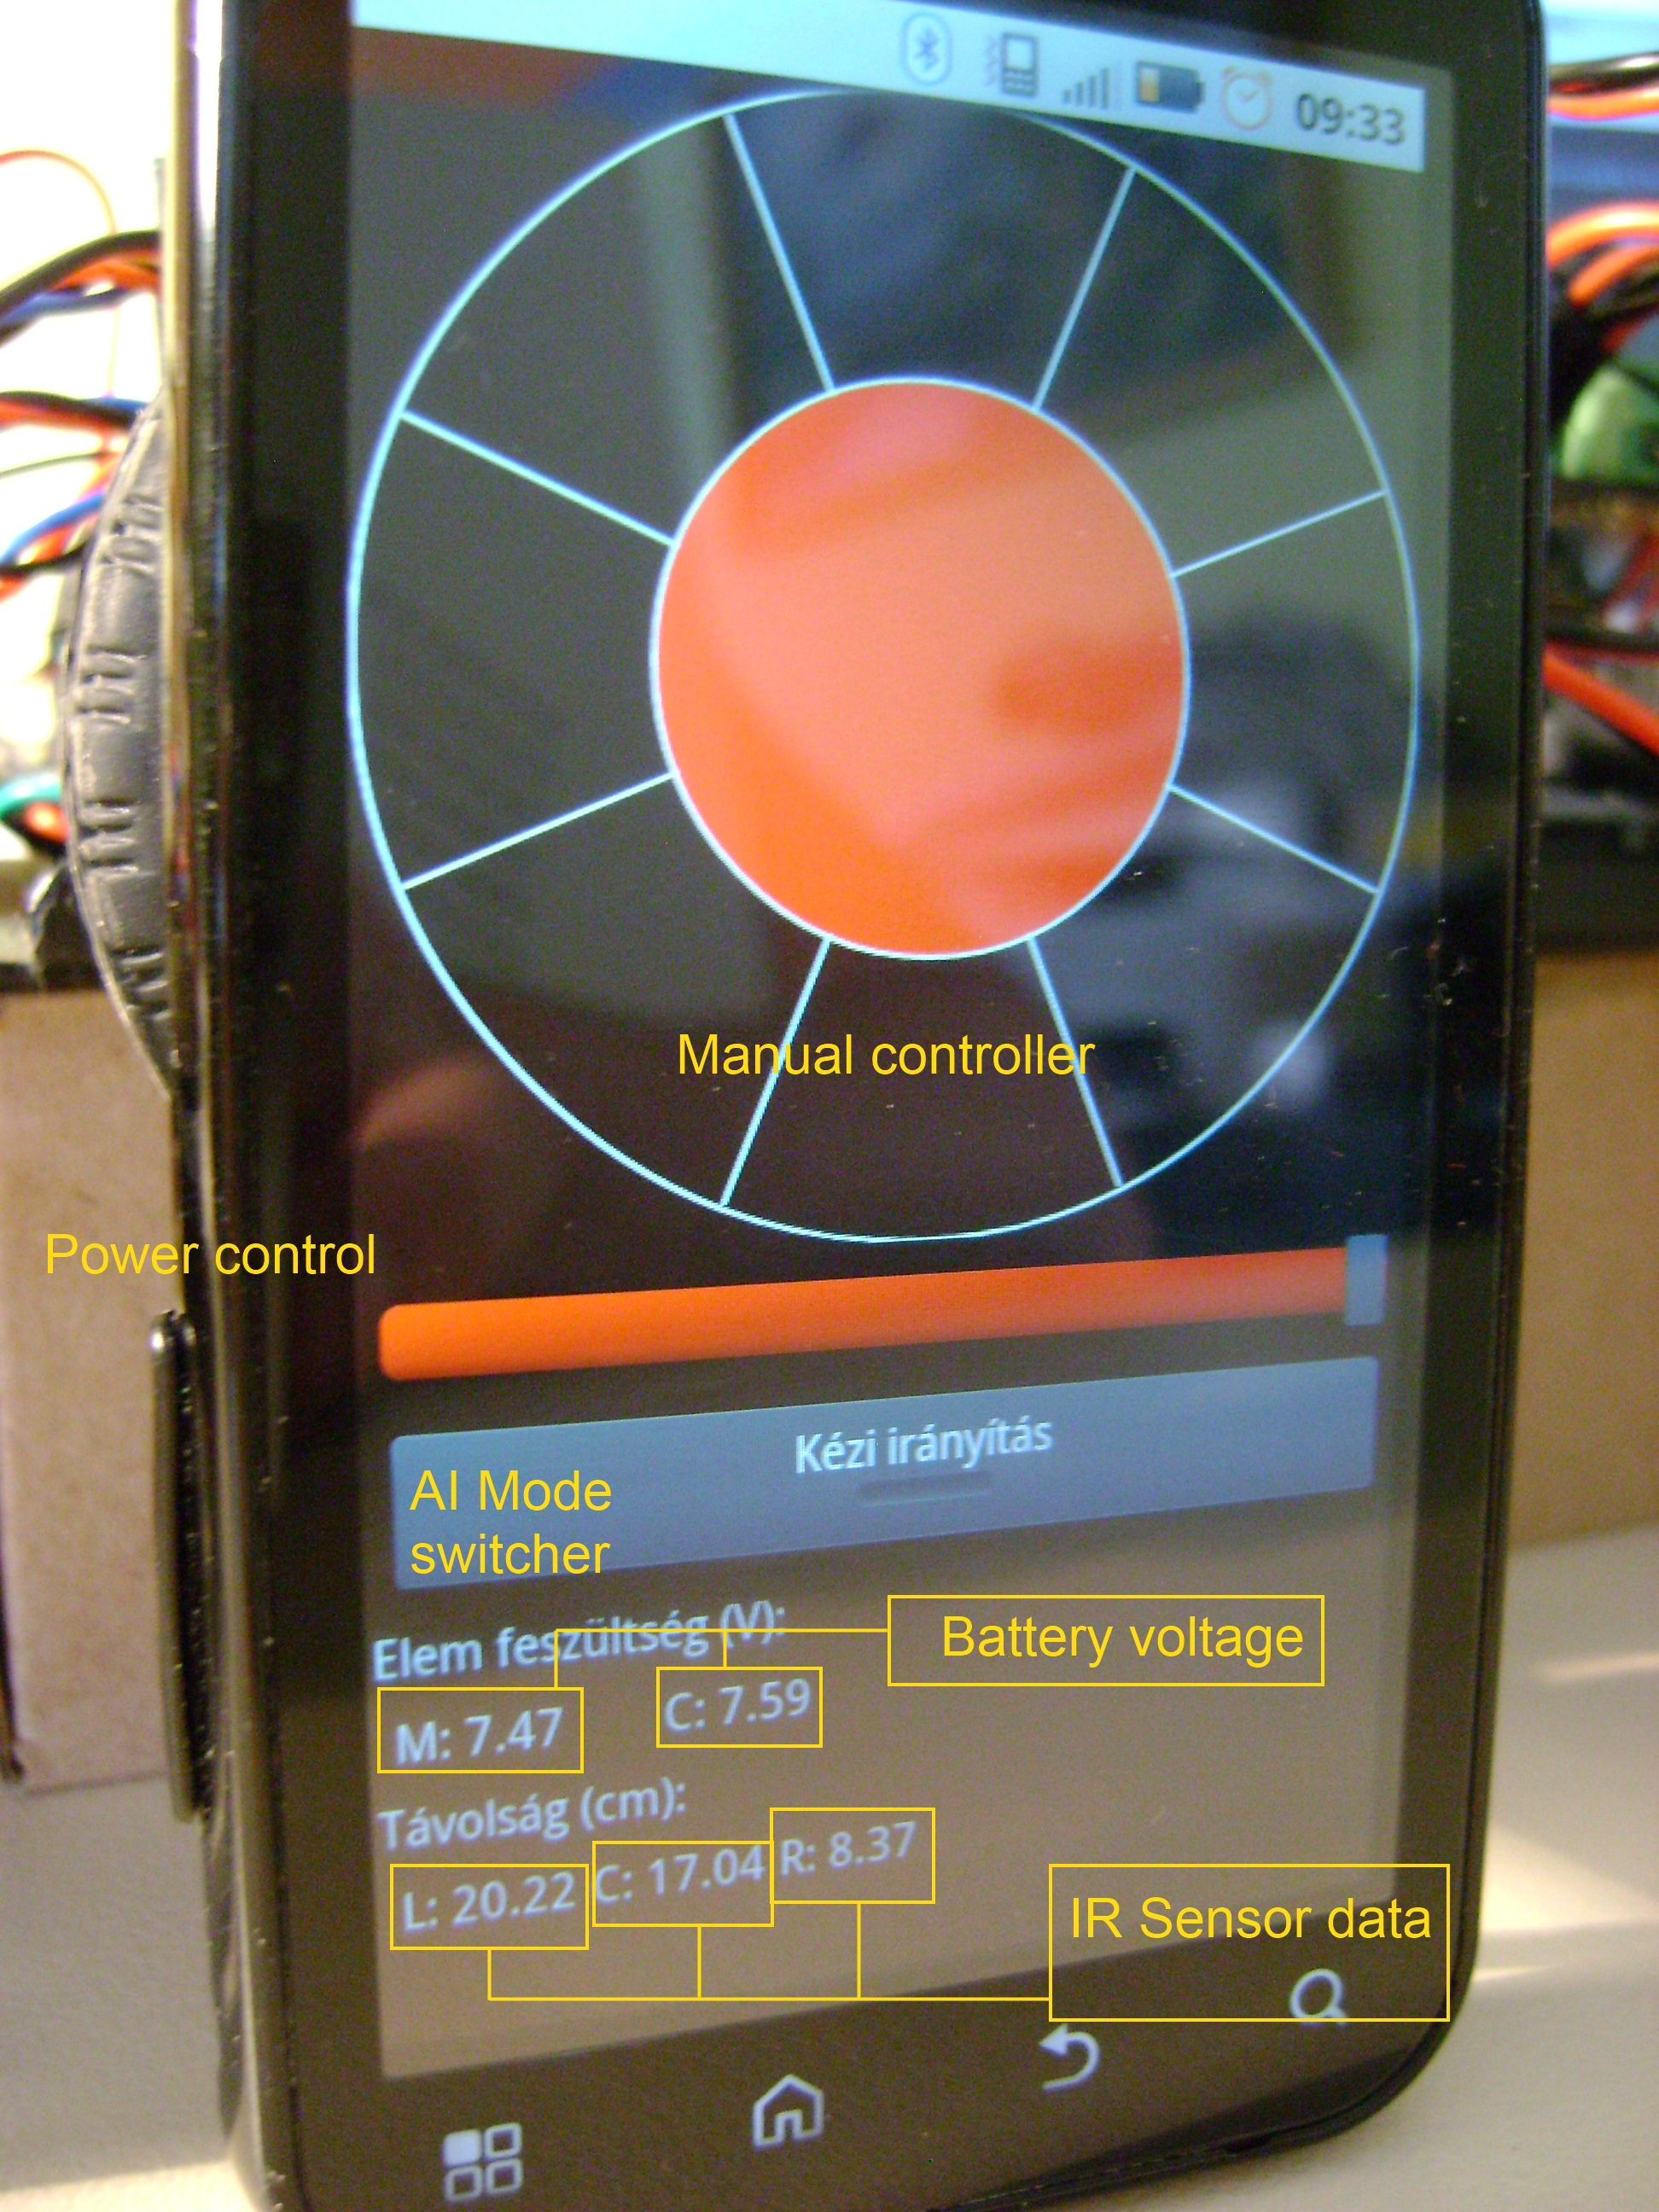 09:33
Manual controller
Power control
Kézi irányítás
AI Mode
switcher
Elem feszültség (V):
Battery voltage
M: 7.47 C: 7.59
Távolság (cm):
L: 20.22 C: 17.04 R: 8.37
IR Sensor data